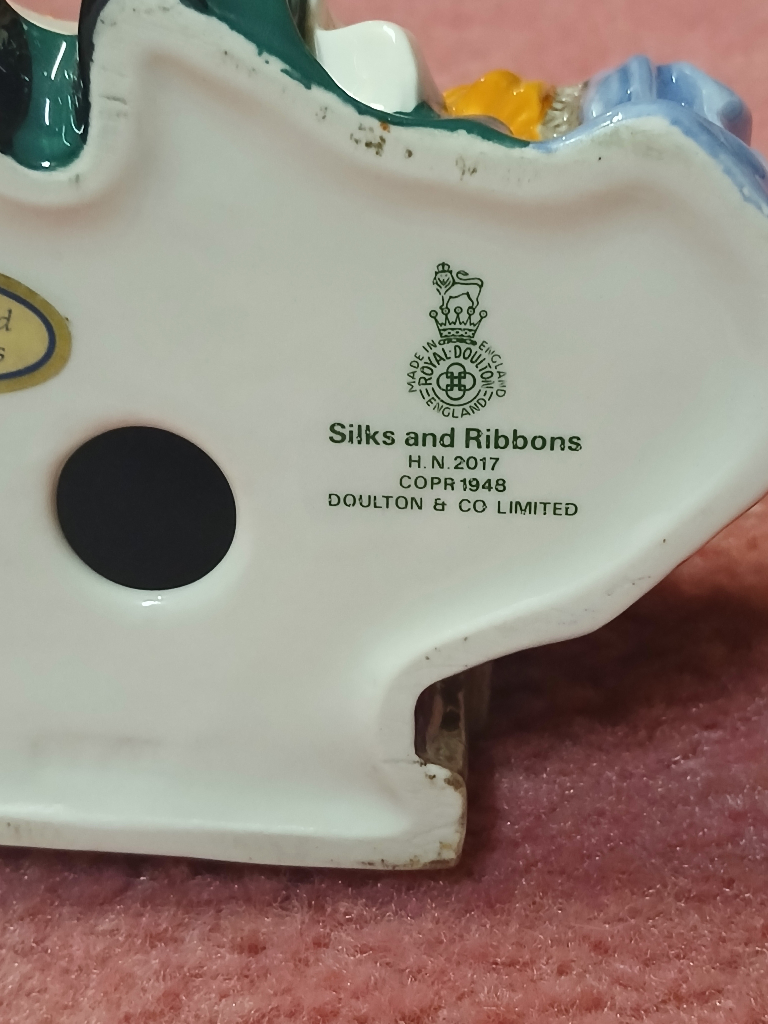 d
s
MADE IN ENGLAND
ROYAL·DOULTON
ENGLAND
Silks and Ribbons
H.N.2017
COPR 1948
DOULTON & CO LIMITED